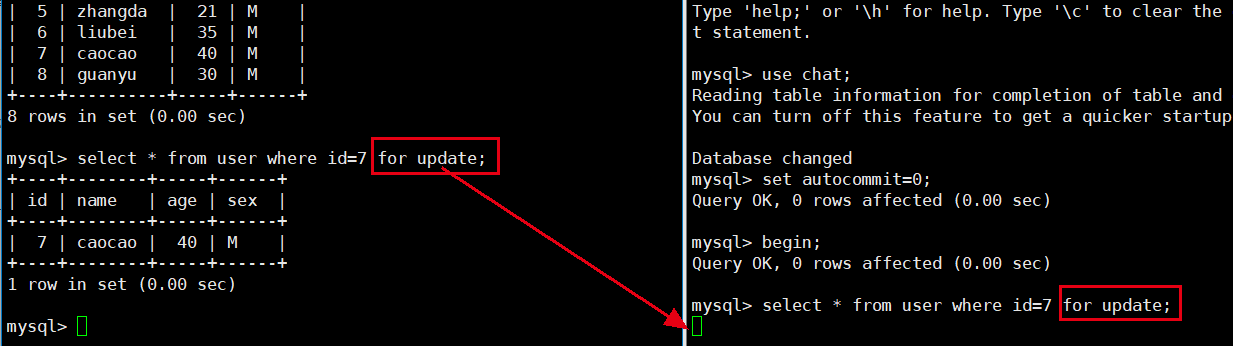 |  5 | zhangda  |  21 | M    |
|  6 | liubei   |  35 | M    |
|  7 | caocao   |  40 | M    |
|  8 | guanyu   |  30 | M    |
+----+----------+-----+------+
8 rows in set (0.00 sec)
mysql> select * from user where id=7 for update;
+----+--------+-----+------+
| id | name   | age | sex  |
+----+--------+-----+------+
|  7 | caocao |  40 | M    |
+----+--------+-----+------+
1 row in set (0.00 sec)
mysql>
Type 'help;' or '\h' for help. Type '\c' to clear the
t statement.
mysql> use chat;
Reading table information for completion of table and
You can turn off this feature to get a quicker startup
Database changed
mysql> set autocommit=0;
Query OK, 0 rows affected (0.00 sec)
mysql> begin;
Query OK, 0 rows affected (0.00 sec)
mysql> select * from user where id=7 for update;